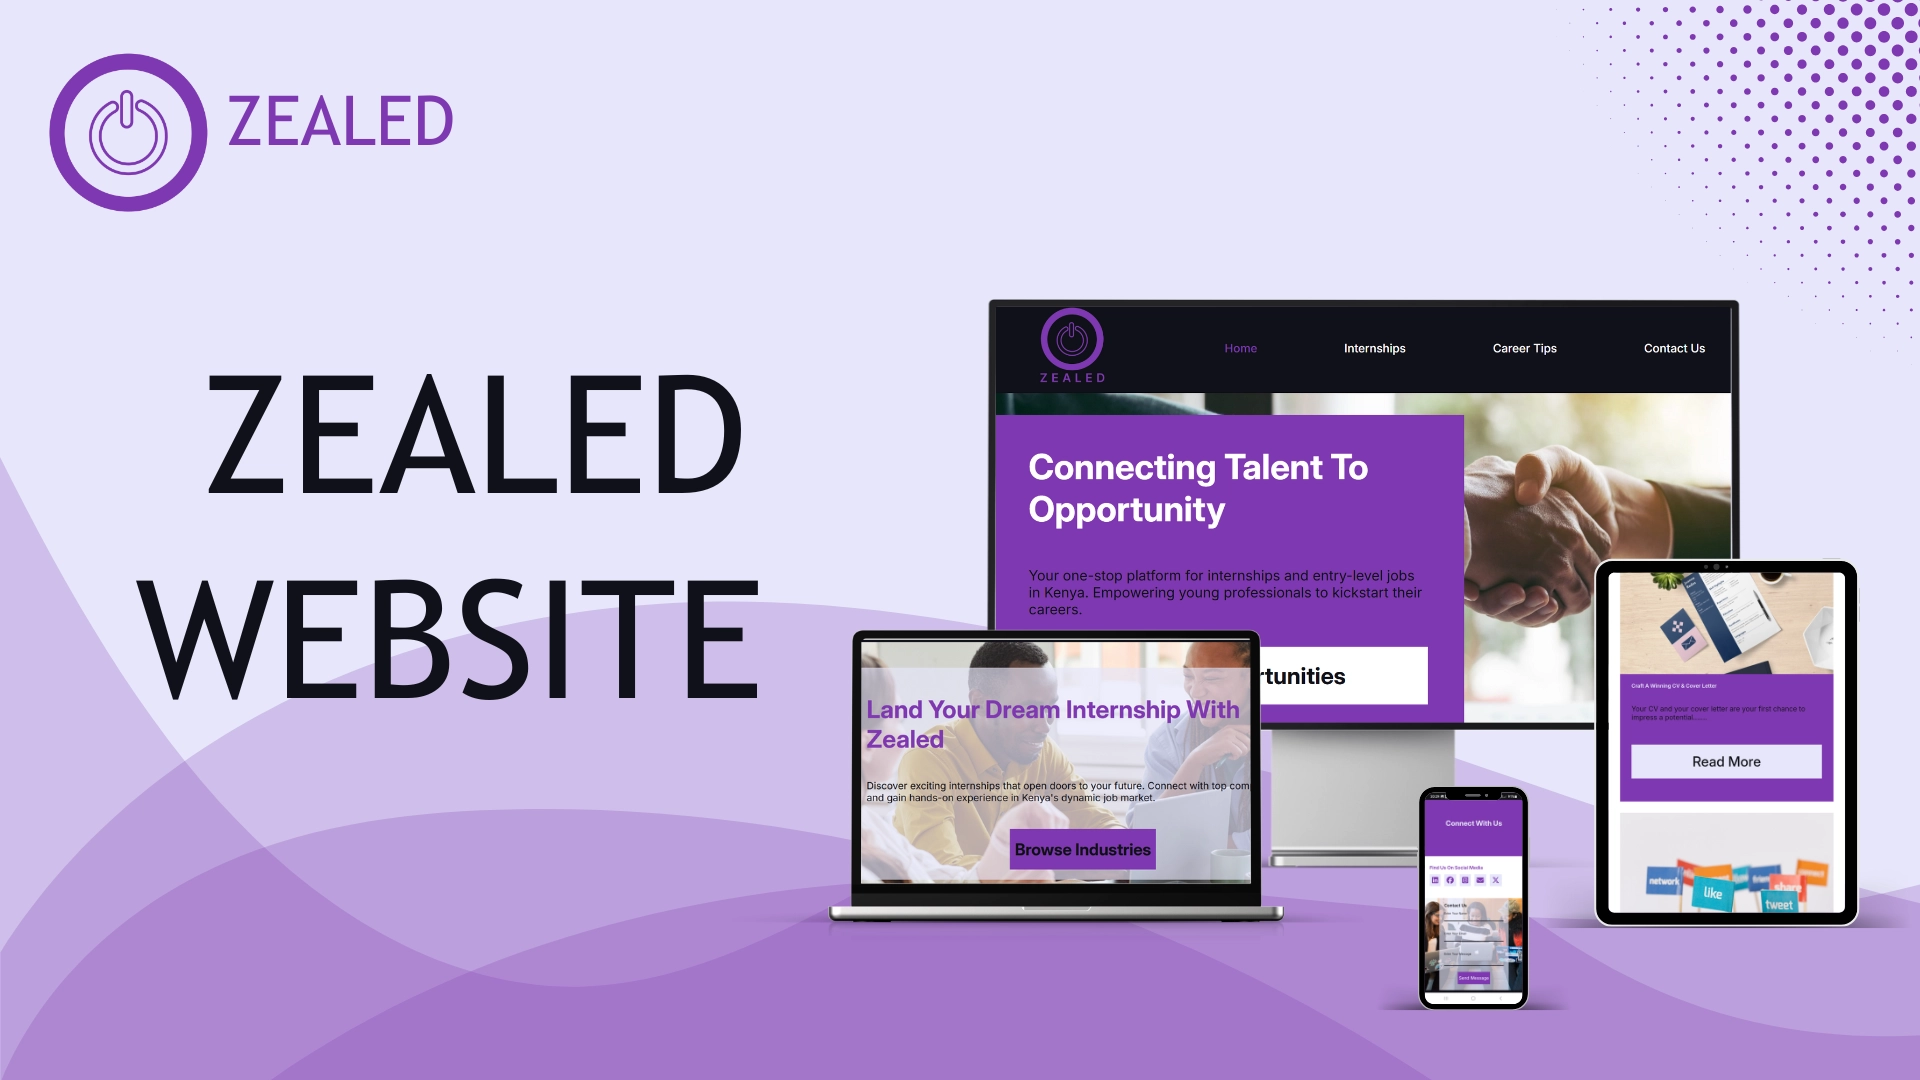 ZEALED
ZEALED
WEBSITE
ZEALED
Home
Internships
Career Tips
Contact Us
Connecting Talent To
Opportunity
Your one-stop platform for internships and entry-level jobs
in Kenya. Empowering young professionals to kickstart their
careers.
rtunities
Land Your Dream Internship With
Zealed
Discover exciting internships that open doors to your future. Connect with top com
and gain hands-on experience in Kenya's dynamic job market.
Browse Industries
Connect With Us
Find Us On Social Media
Contact Us
Send Message
Craft A Winning CV & Cover Letter
Your CV and your cover letter are your first chance to
impress a potential.......
Read More
network
like
share
tweet